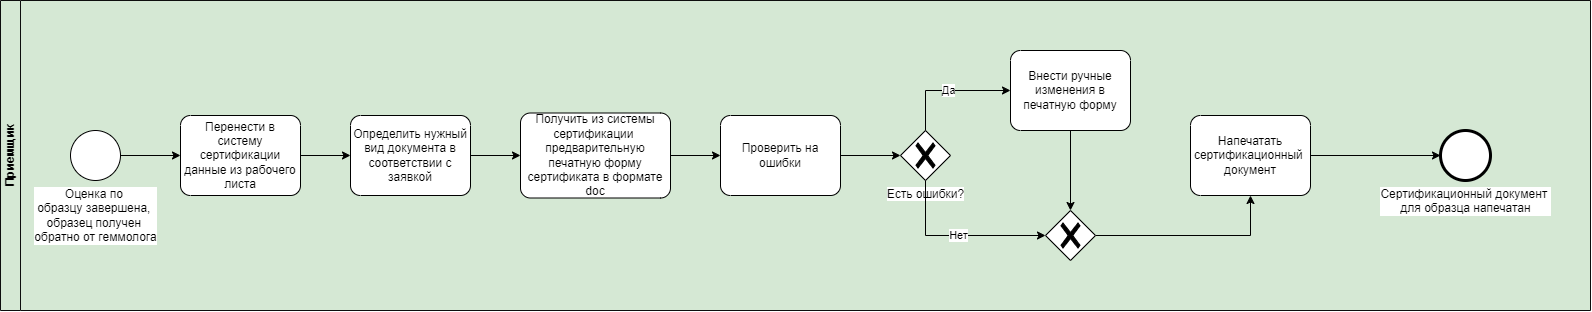 Приемщик
Оценка по
образцу завершена,
образец получен
обратно от геммолога
Перенести в
систему
сертификации
данные из рабочего
листа
Определить нужный
вид документа в
соответствии с
заявкой
Получить из системы
сертификации
предварительную
печатную форму
сертификата в формате
doc
Проверить на
ошибки
Есть ошибки?
Да
Внести ручные
изменения в
печатную форму
Нет
Напечатать
сертификационный
документ
Сертификационный документ
для образца напечатан